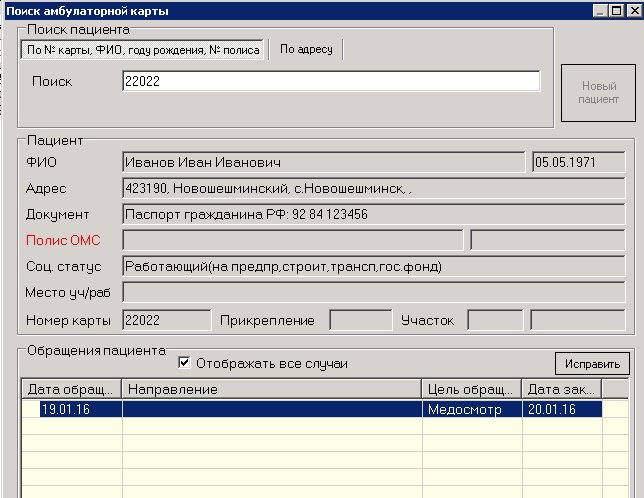 Поиск амбулаторной карты
Поиск пациента
По № карты, ФИО, году рождения, № полиса По адресу
Поиск 22022
Новый
пациент
Пациент
ФИО Иванов Иван Иванович 05.05.1971
Адрес 423190, Новошешминский, с.Новошешминск, ,
Документ Паспорт гражданина РФ: 92 84 123456
Полис ОМС
Соц. статус Работающий(на предпр,строит,трансп,гос.фонд)
Место уч/раб
Номер карты 22022 Прикрепление Участок
Обращения пациента
Отображать все случаи Исправить
Дата обращ... Направление Цель обращ... Дата зак...
19.01.16 Медосмотр 20.01.16